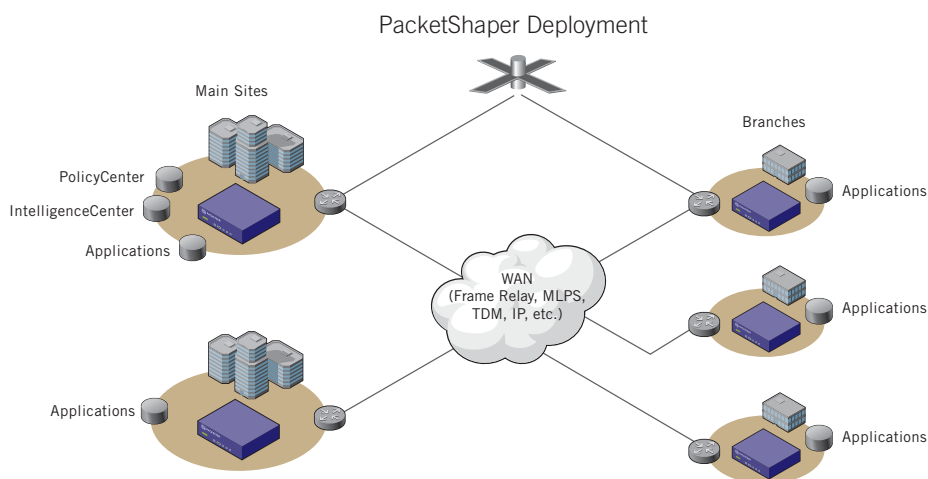 PacketShaper Deployment
Main Sites
Branches
PolicyCenter
IntelligenceCenter
Applications
Applications
WAN
(Frame Relay, MLPS,
TDM, IP, etc.)
Applications
Applications
Applications